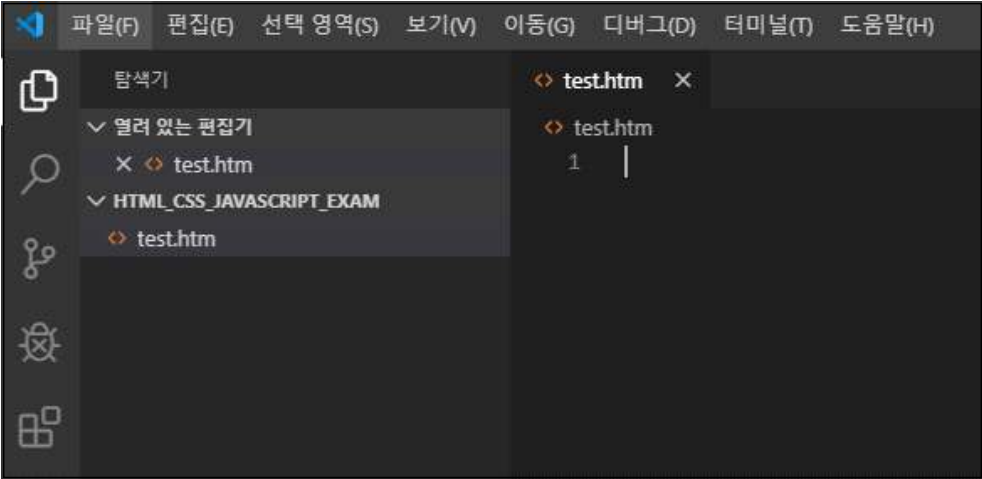 파일(F) 편집(E) 선택 영역(S) 보기(V) 이동(G) 디버그(D) 터미널(T) 도움말(H)
탐색기
열려 있는 편집기
test.htm
HTML_CSS_JAVASCRIPT_EXAM
test.htm
test.htm
test.htm
1